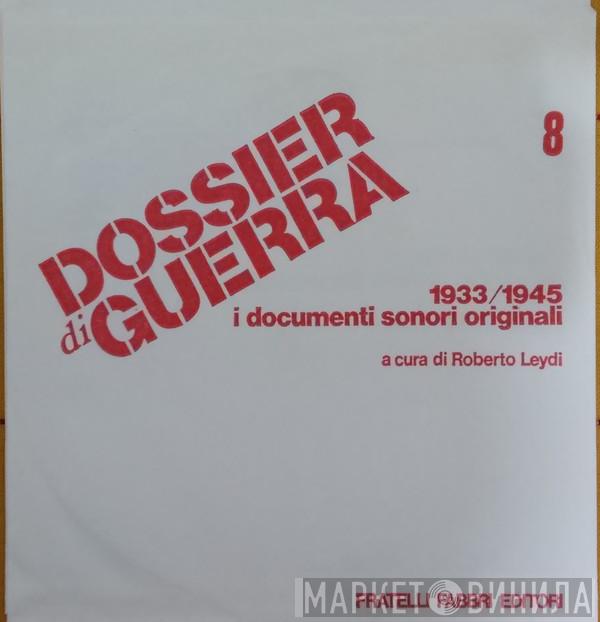 8
DOSSIER
di GUERRA
1933/1945
i documenti sonori originali
a cura di Roberto Leydi
FRATELLI FABBRI EDITORI
МАРКЕТ ВИНИЛА